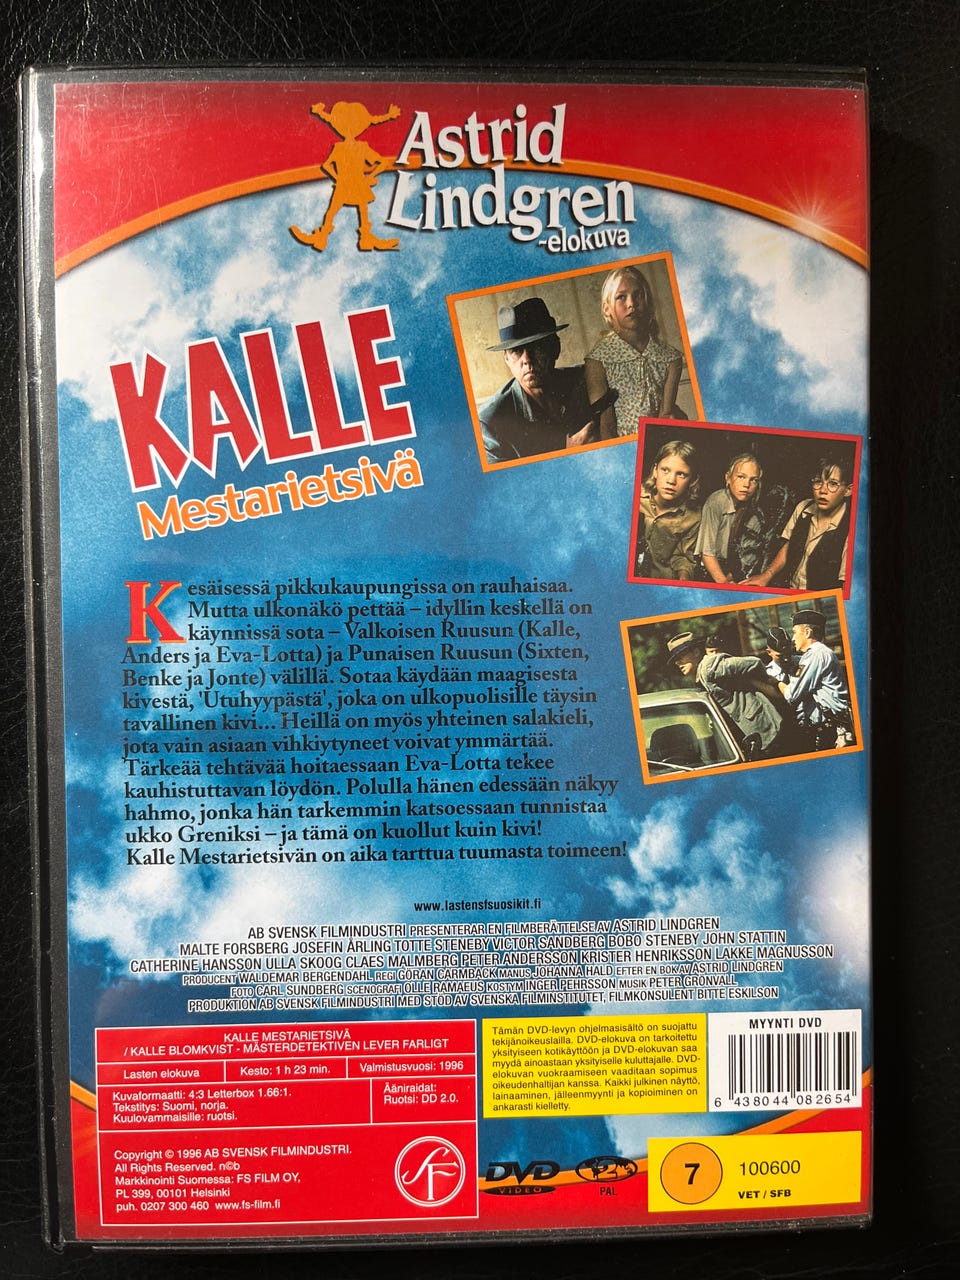 Astrid
Lindgren
-elokuva
KALLE
Mestarietsivä
Kesäisessä pikkukaupungissa on rauhaisaa.
Mutta ulkonäkö pettää – idyllin keskellä on
käynnissä sota – Valkoisen Ruusun (Kalle,
Anders ja Eva-Lotta) ja Punaisen Ruusun (Sixten,
Benke ja Jonte) välillä. Sotaa käydään maagisesta
kivestä, 'Utuhyypästä', joka on ulkopuolisille täysin
tavallinen kivi... Heillä on myös yhteinen salakieli,
jota vain asiaan vihkiytyneet voivat ymmärtää.
Tärkeää tehtävää hoitaessaan Eva-Lotta tekee
kauhistuttavan löydön. Polulla hänen edessään näkyy
hahmo, jonka hän tarkemmin katsoessaan tunnistaa
ukko Greniksi – ja tämä on kuollut kuin kivi!
Kalle Mestarietsivän on aika tarttua tuumasta toimeen!
www.lastensfsuosikit.fi
AB SVENSK FILMINDUSTRI PRESENTERAR EN FILMBERÄTTELSE AV ASTRID LINDGREN
MALTE FORSBERG JOSEFIN ÅRLING TOTTE STENEBY VICTOR SANDBERG BOBO STENEBY JOHN STATTIN
CATHERINE HANSSON ULLA SKOOG CLAES MALMBERG PETER ANDERSSON KRISTER HENRIKSSON LAKKE MAGNUSSON
PRODUCENT WALDEMAR BERGENDAHL REGI GÖRAN CARMBACK MANUS JOHANNA HALD EFTER EN BOK AV ASTRID LINDGREN
FOTO CARL SUNDBERG SCENOGRAFI OLLE RAMAEUS KOSTYM INGER PEHRSSON MUSIK PETER GRÖNVALL
PRODUKTION AB SVENSK FILMINDUSTRI MED STÖD AV SVENSKA FILMINSTITUTET, FILMKONSULENT BITTE ESKILSON
KALLE MESTARIETSIVÄ
/ KALLE BLOMKVIST - MÄSTERDETEKTIVEN LEVER FARLIGT
Lasten elokuva Kesto: 1 h 23 min. Valmistusvuosi: 1996
Kuvaformaatti: 4:3 Letterbox 1.66:1.
Tekstitys: Suomi, norja.
Kuulovammaisille: ruotsi.
Ääniraidat:
Ruotsi: DD 2.0.
Tämän DVD-levyn ohjelmasisältö on suojattu
tekijänoikeuslailla. DVD-elokuva on tarkoitettu
yksityiseen kotikäyttöön ja DVD-elokuvan saa
myydä ainoastaan yksityiselle kuluttajalle. DVD-
elokuvan vuokraamiseen vaaditaan sopimus
oikeudenhaltijan kanssa. Kaikki julkinen näyttö,
lainaaminen, jälleenmyynti ja kopioiminen on
ankarasti kielletty.
MYYNTI DVD
6 438044 082654
Copyright © 1996 AB SVENSK FILMINDUSTRI.
All Rights Reserved. n©b
Markkinointi Suomessa: FS FILM OY,
PL 399, 00101 Helsinki
puh. 0207 300 460 www.fs-film.fi
SF
DVD
VIDEO
2
PAL
7
100600
VET / SFB